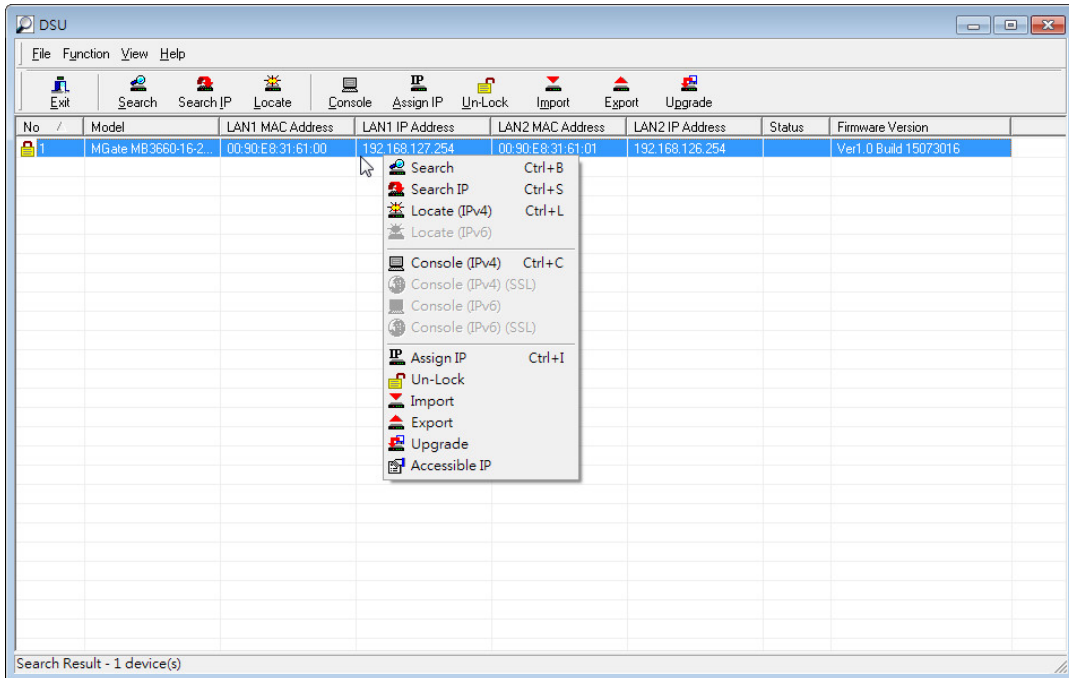 DSU
File Function View Help
Exit Search Search IP Locate Console Assign IP Un-Lock Import Export Upgrade
No / Model LAN1 MAC Address LAN1 IP Address LAN2 MAC Address LAN2 IP Address Status Firmware Version
1 MGate MB3660-16-2... 00:90:E8:31:61:00 192.168.127.254 00:90:E8:31:61:01 192.168.126.254 Ver1.0 Build 15073016
Search Ctrl+B
Search IP Ctrl+S
Locate (IPv4) Ctrl+L
Locate (IPv6)
Console (IPv4) Ctrl+C
Console (IPv4) (SSL)
Console (IPv6)
Console (IPv6) (SSL)
IP Assign IP Ctrl+I
Un-Lock
Import
Export
Upgrade
Accessible IP
Search Result - 1 device(s)